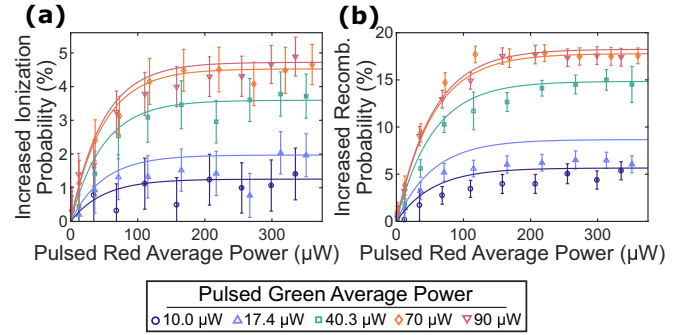 (a)
Increased Ionization
Probability (%)
5
4
3
2
1
0
0 100 200 300
Pulsed Red Average Power (µW)
(b)
Increased Recomb.
Probability (%)
20
15
10
5
0
0 100 200 300
Pulsed Red Average Power (µW)
Pulsed Green Average Power
10.0 µW 17.4 µW 40.3 µW 70 µW 90 µW